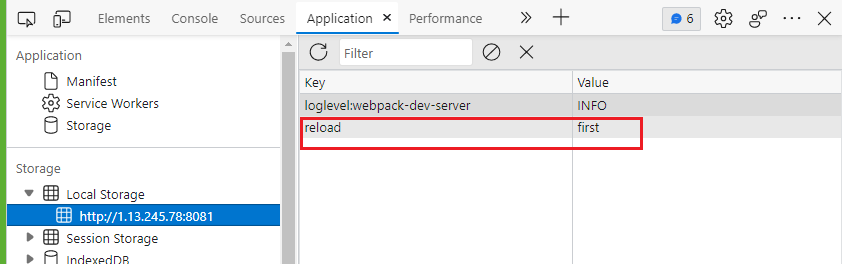 Elements Console Sources Application Performance 6
Application
Manifest
Service Workers
Storage
Storage
Local Storage
http://1.13.245.78:8081
Session Storage
IndexedDB
Filter
Key Value
loglevel:webpack-dev-server INFO
reload first